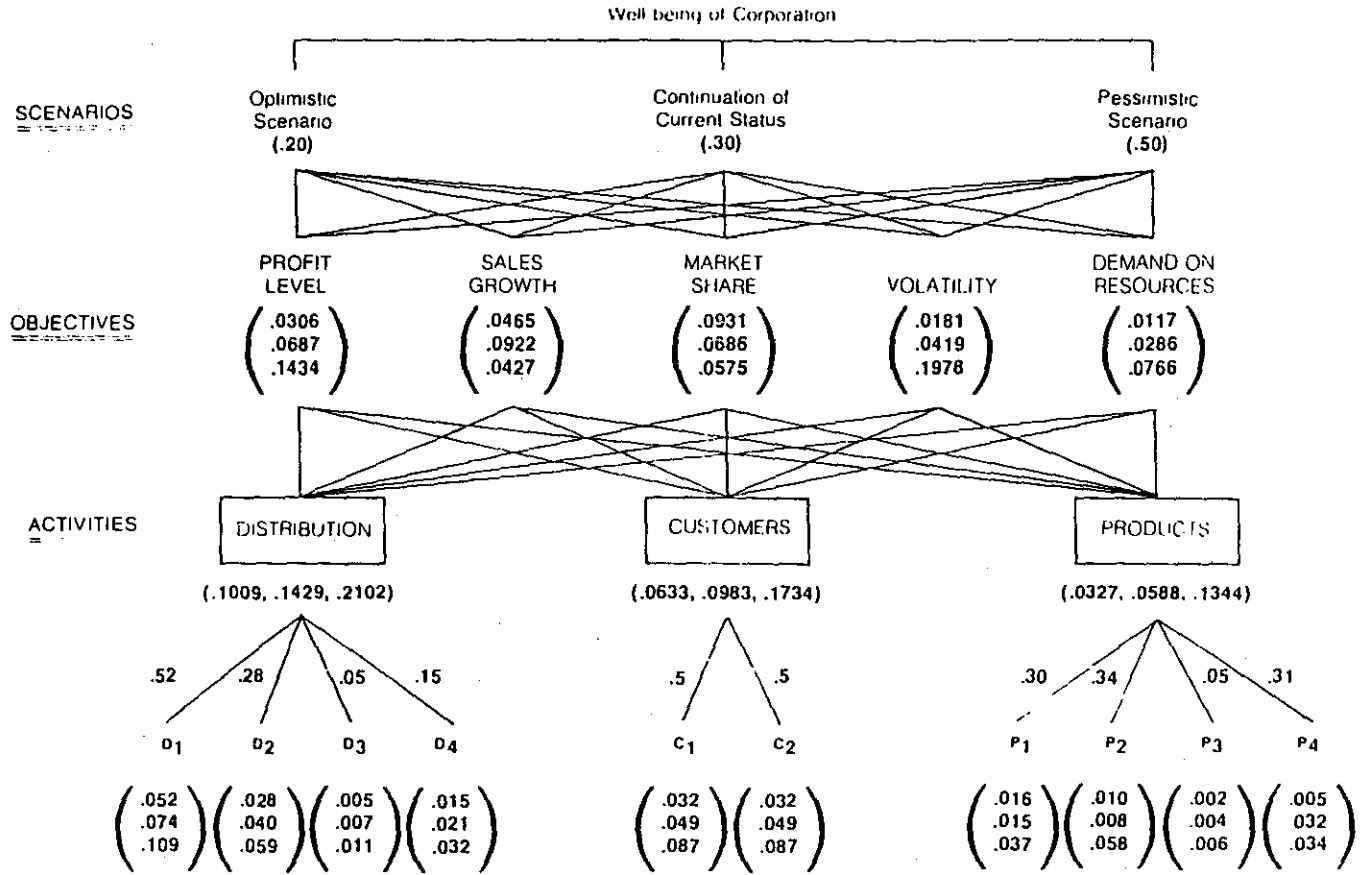 Well being of Corporation
SCENARIOS
Optimistic
Scenario
(.20)
Continuation of
Current Status
(.30)
Pessimistic
Scenario
(.50)
OBJECTIVES
PROFIT
LEVEL
.0306
.0687
.1434
SALES
GROWTH
.0465
.0922
.0427
MARKET
SHARE
.0931
.0686
.0575
VOLATILITY
.0181
.0419
.1978
DEMAND ON
RESOURCES
.0117
.0286
.0766
ACTIVITIES
DISTRIBUTION
CUSTOMERS
PRODUCTS
(.1009, .1429, .2102)
(.0633, .0983, .1734)
(.0327, .0588, .1344)
.52 .28 .05 .15
.5 .5
.30 .34 .05 .31
D1 D2 D3 D4
C1 C2
P1 P2 P3 P4
.052 .028 .005 .015
.074 .040 .007 .021
.109 .059 .011 .032
.032 .032
.049 .049
.087 .087
.016 .010 .002 .005
.015 .008 .004 032
.037 .058 .006 .034